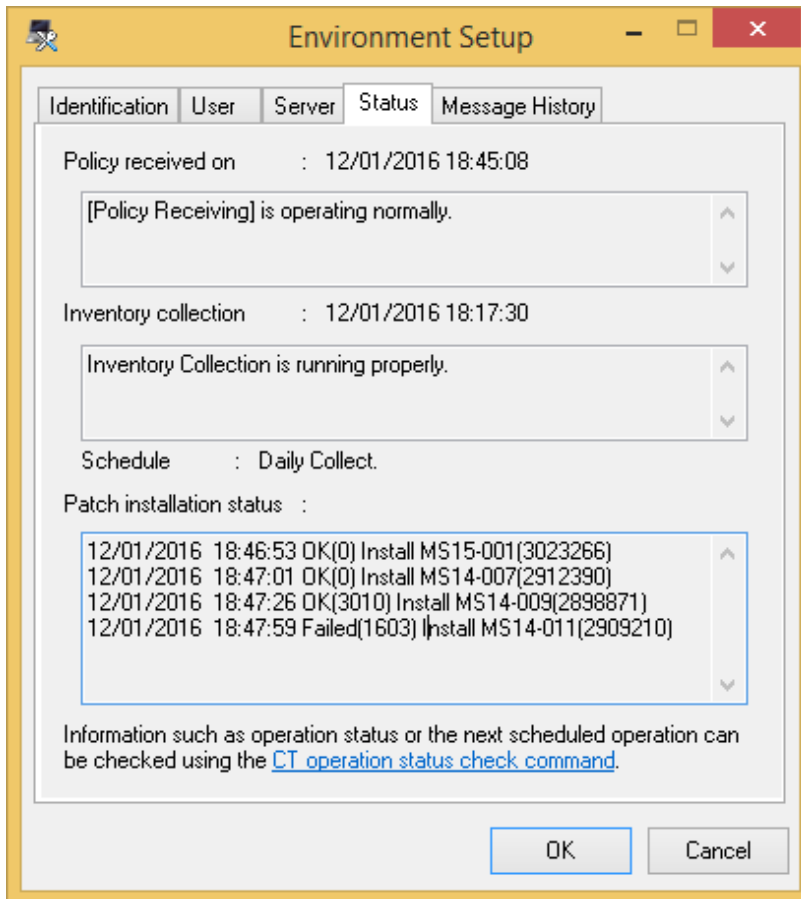 Environment Setup
Identification User Server Status Message History
Policy received on : 12/01/2016 18:45:08
[Policy Receiving] is operating normally.
Inventory collection : 12/01/2016 18:17:30
Inventory Collection is running properly.
Schedule : Daily Collect.
Patch installation status :
12/01/2016 18:46:53 OK(0) Install MS15-001(3023266)
12/01/2016 18:47:01 OK(0) Install MS14-007(2912390)
12/01/2016 18:47:26 OK(3010) Install MS14-009(2898871)
12/01/2016 18:47:59 Failed(1603) Install MS14-011(2909210)
Information such as operation status or the next scheduled operation can
be checked using the CT operation status check command.
OK Cancel